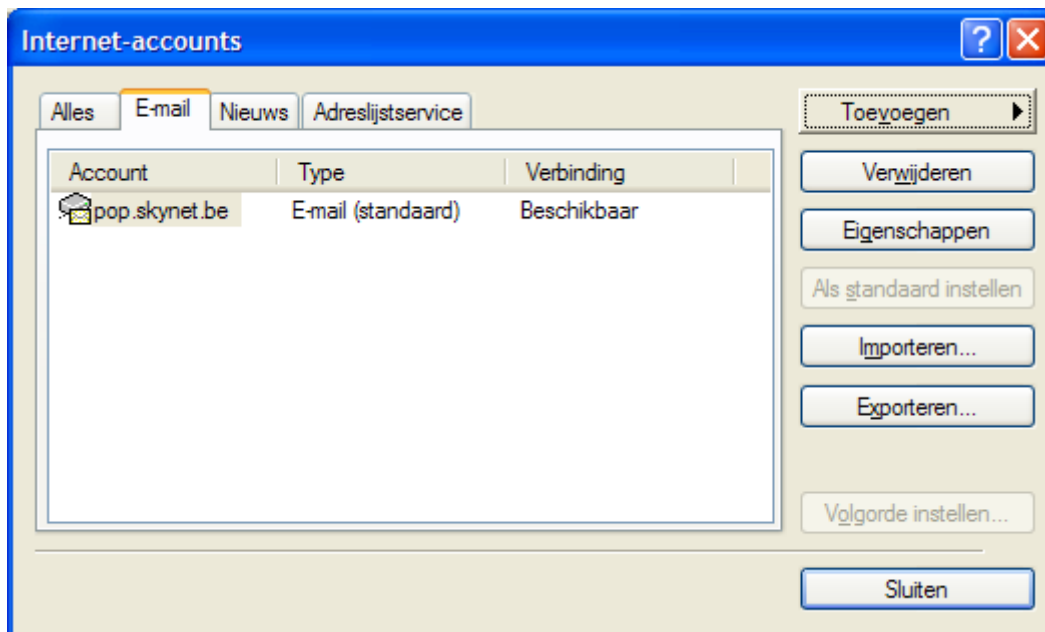 Internet-accounts
Alles E-mail Nieuws Adreslijstservice
Account Type Verbinding
pop.skynet.be E-mail (standaard) Beschikbaar
Toevoegen
Verwijderen
Eigenschappen
Als standaard instellen
Importeren...
Exporteren...
Volgorde instellen...
Sluiten